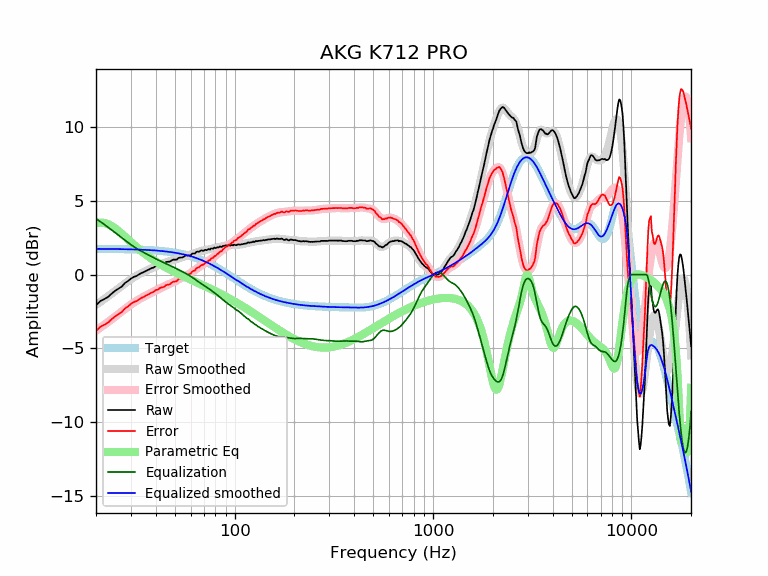 AKG K712 PRO
Amplitude (dBr)
10
5
0
−5
−10
−15
Target
Raw Smoothed
Error Smoothed
Raw
Error
Parametric Eq
Equalization
Equalized smoothed
100
1000
10000
Frequency (Hz)